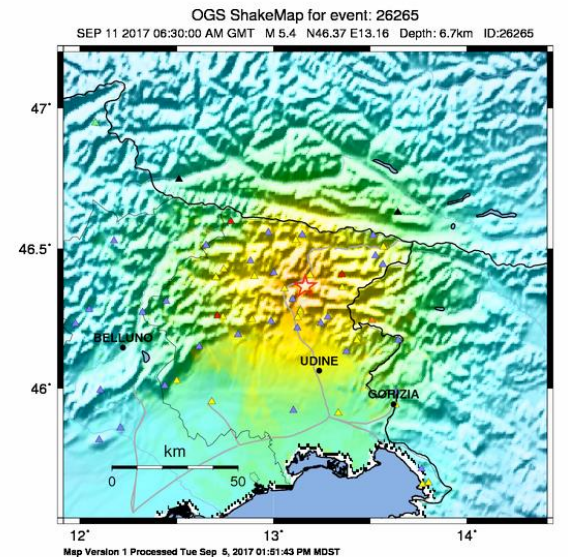 OGS ShakeMap for event: 26265
SEP 11 2017 06:30:00 AM GMT M 5.4 N46.37 E13.16 Depth: 6.7km ID:26265
47°
46.5°
BELLUNO
UDINE
46°
GORIZIA
km
0 50
12° 13° 14°
Map Version 1 Processed Tue Sep 5, 2017 01:51:43 PM MDST